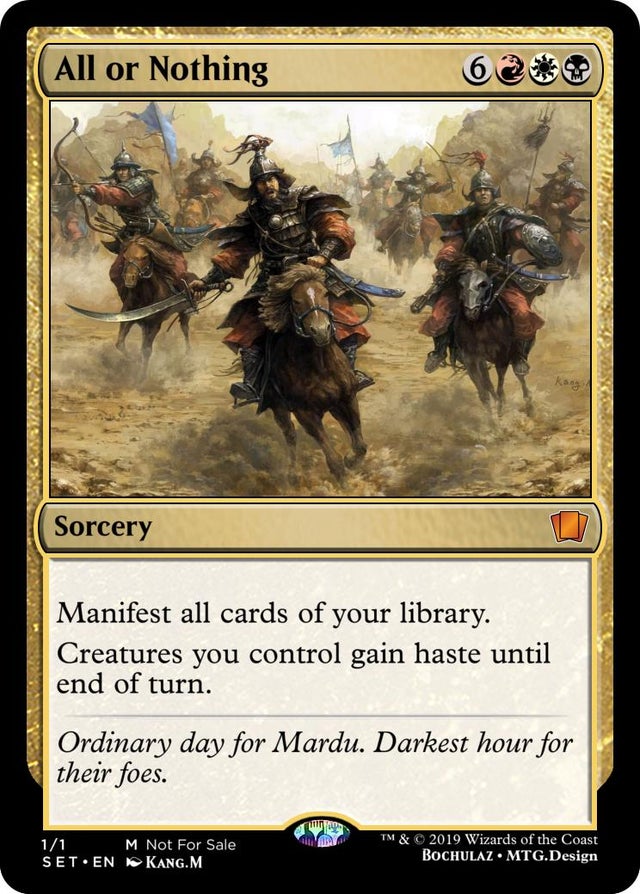 All or Nothing 6
Kang.M
Sorcery
Manifest all cards of your library.
Creatures you control gain haste until
end of turn.
Ordinary day for Mardu. Darkest hour for
their foes.
1/1 M Not For Sale ™ & © 2019 Wizards of the Coast
SET • EN Kang.M Bochulaz • MTG.Design